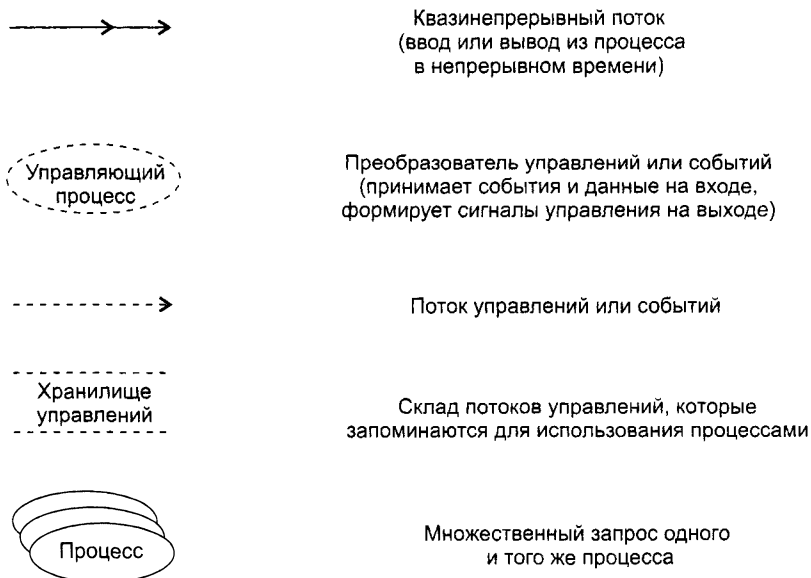 Квазинепрерывный поток
(ввод или вывод из процесса
в непрерывном времени)
Управляющий
процесс
Преобразователь управлений или событий
(принимает события и данные на входе,
формирует сигналы управления на выходе)
Поток управлений или событий
Хранилище
управлений
Склад потоков управлений, которые
запоминаются для использования процессами
Процесс
Множественный запрос одного
и того же процесса